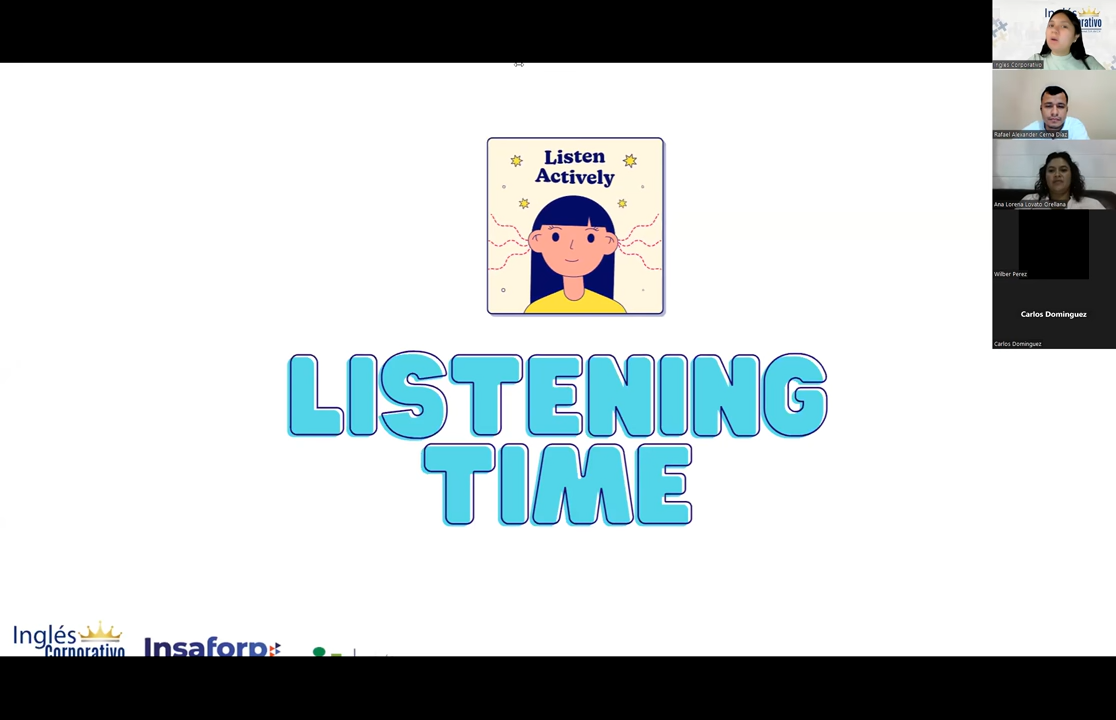 Listen
Actively
LISTENING
TIME
Inglés
Corporativo
Insaforp
Inglés Corporativo
Rafael Alexander Cerna Diaz
Ana Lorena Lovato Orellana
Wilber Perez
Carlos Dominguez
Carlos Dominguez